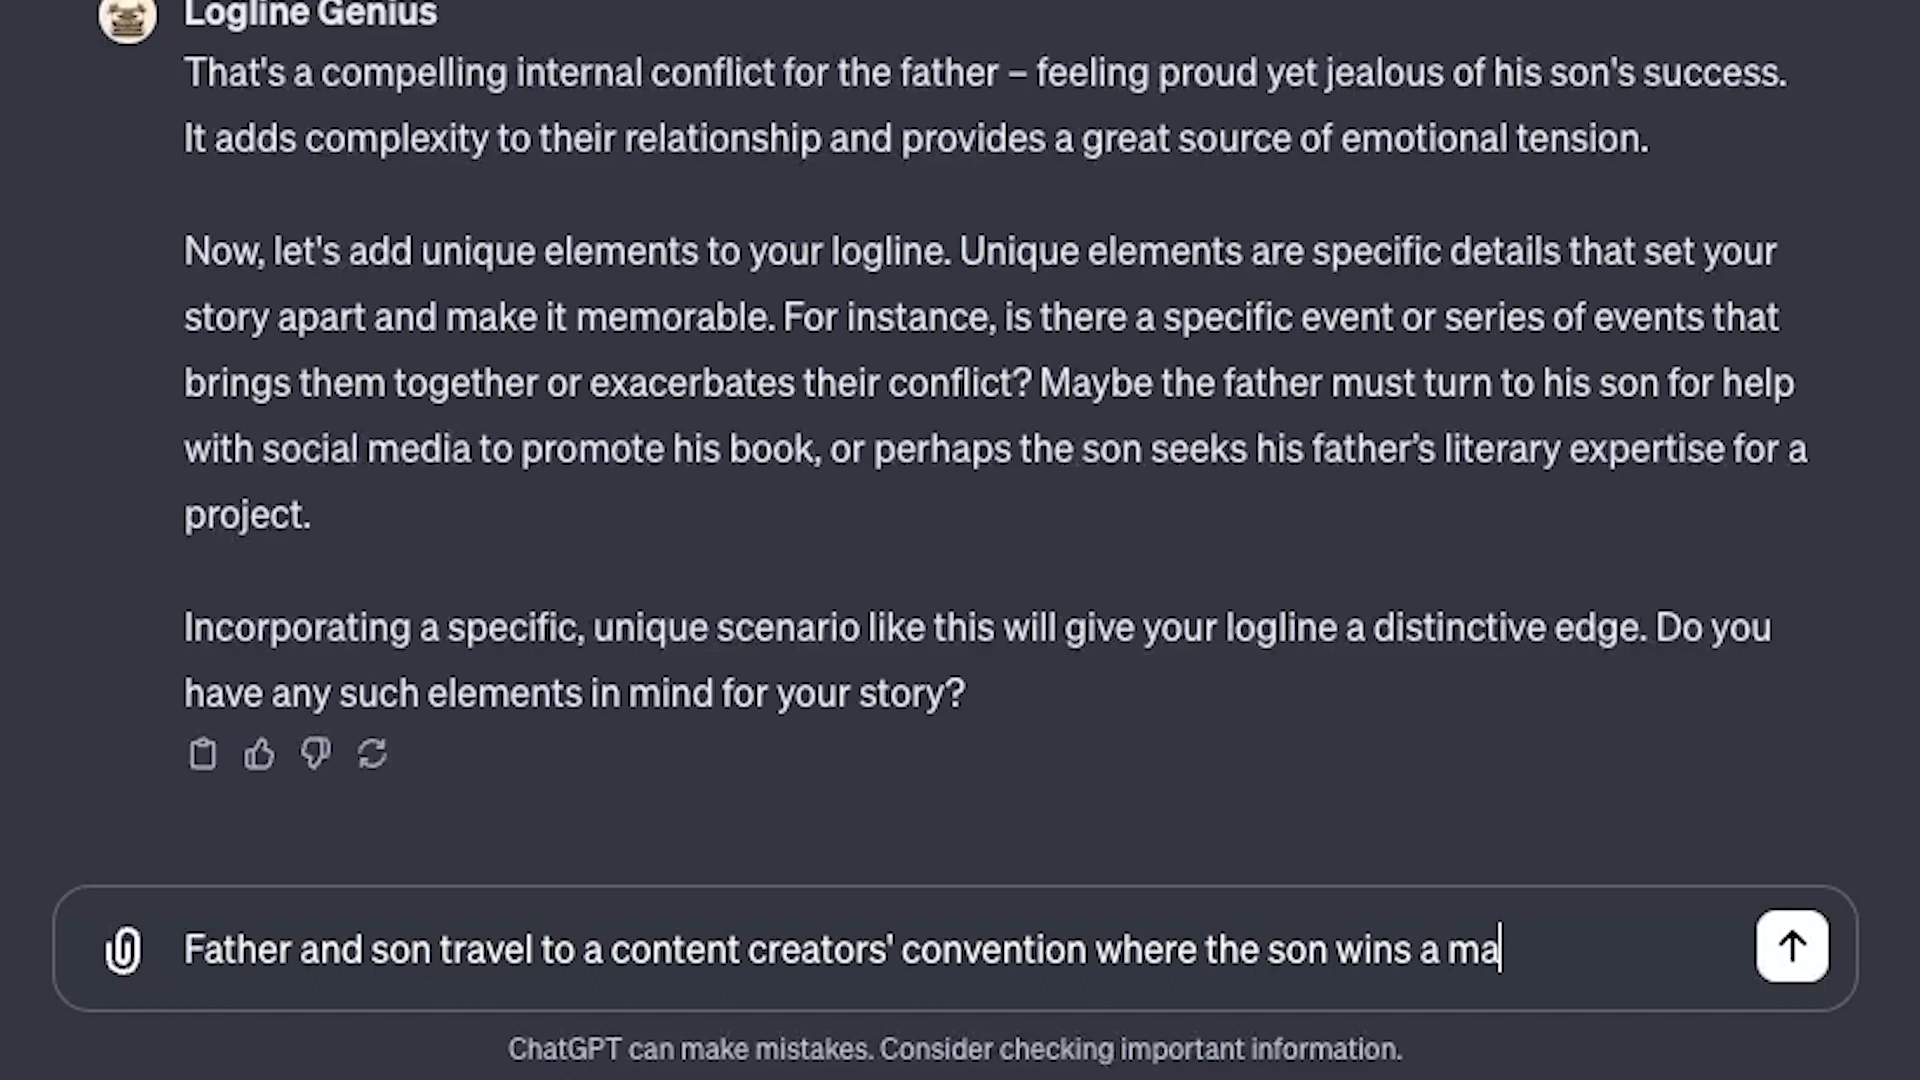 Logline Genius
That's a compelling internal conflict for the father – feeling proud yet jealous of his son's success.
It adds complexity to their relationship and provides a great source of emotional tension.
Now, let's add unique elements to your logline. Unique elements are specific details that set your
story apart and make it memorable. For instance, is there a specific event or series of events that
brings them together or exacerbates their conflict? Maybe the father must turn to his son for help
with social media to promote his book, or perhaps the son seeks his father’s literary expertise for a
project.
Incorporating a specific, unique scenario like this will give your logline a distinctive edge. Do you
have any such elements in mind for your story?
Father and son travel to a content creators' convention where the son wins a ma
ChatGPT can make mistakes. Consider checking important information.